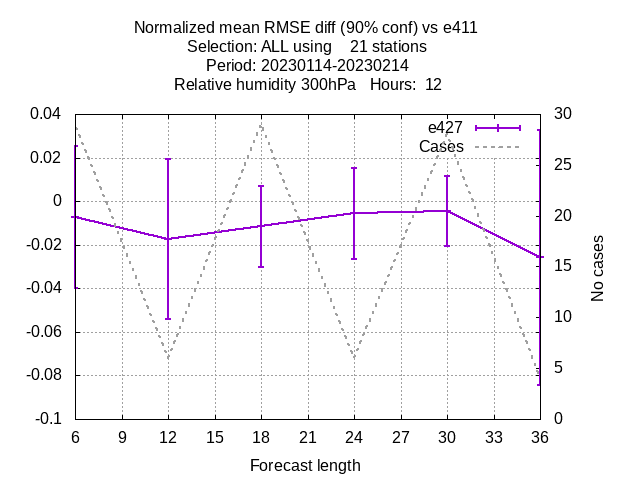 Normalized mean RMSE diff (90% conf) vs e411
Selection: ALL using    21 stations
Period: 20230114-20230214
Relative humidity 300hPa   Hours:  12
e427
Cases
0.04
0.02
0
-0.02
-0.04
-0.06
-0.08
-0.1
30
25
20
15
10
5
0
No cases
6 9 12 15 18 21 24 27 30 33 36
Forecast length